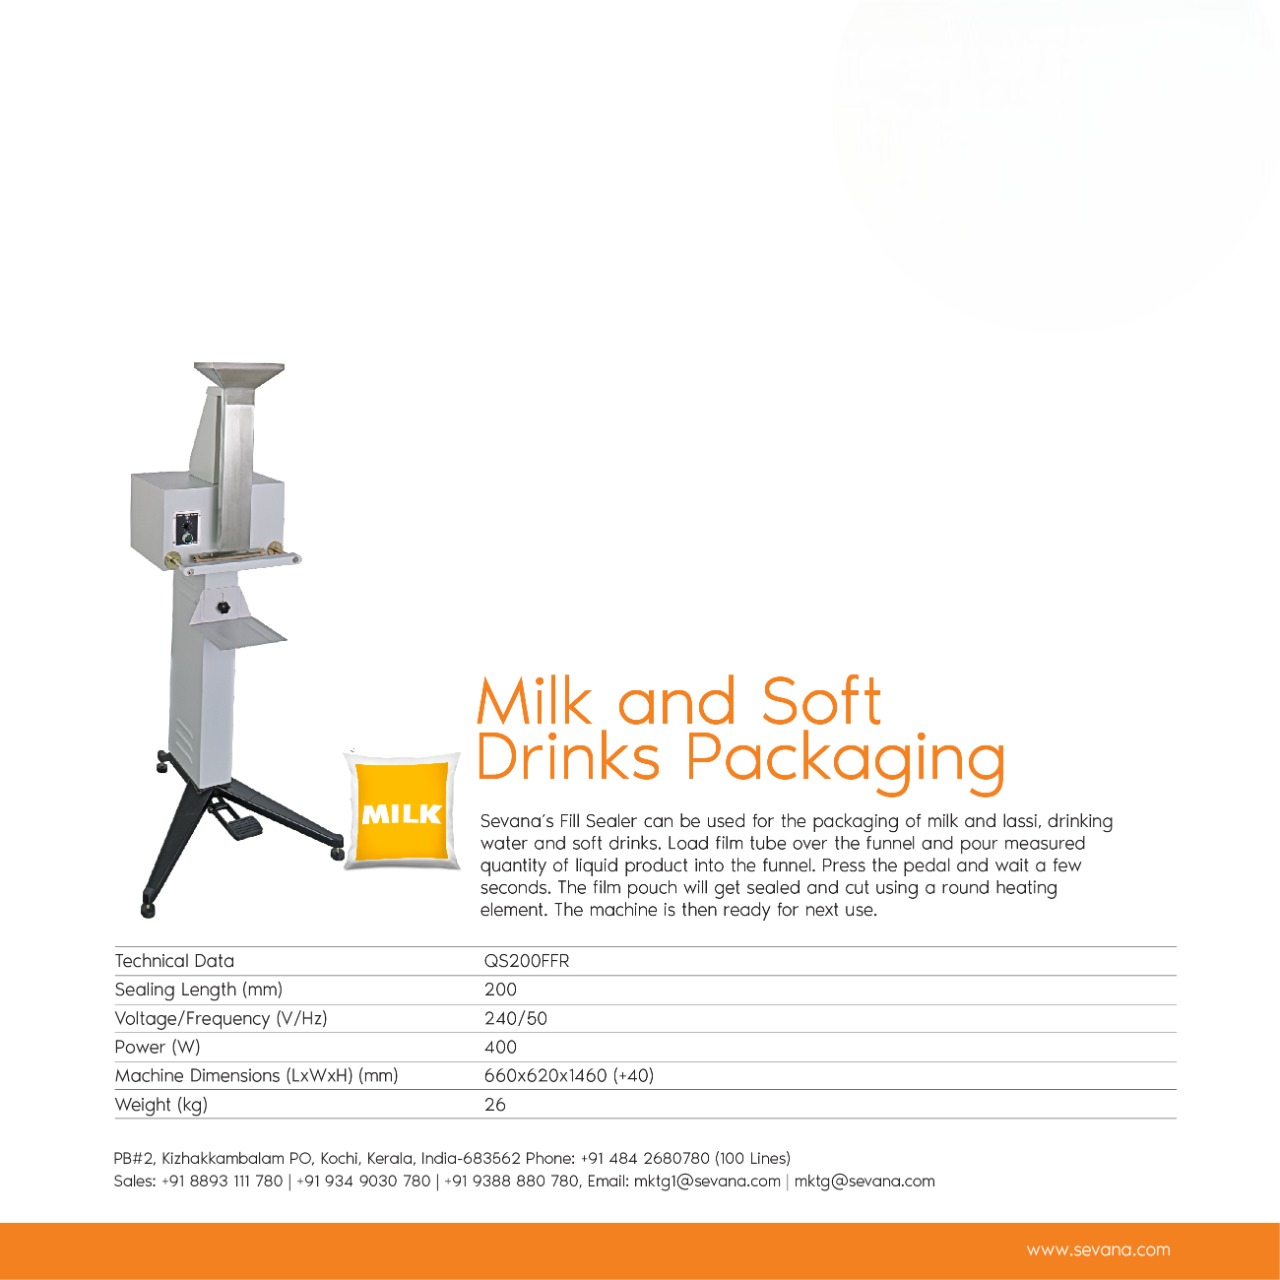 MILK
Milk and Soft
Drinks Packaging
Sevana's Fill Sealer can be used for the packaging of milk and lassi, drinking
water and soft drinks. Load film tube over the funnel and pour measured
quantity of liquid product into the funnel. Press the pedal and wait a few
seconds. The film pouch will get sealed and cut using a round heating
element. The machine is then ready for next use.
Technical Data QS200FFR
Sealing Length (mm) 200
Voltage/Frequency (V/Hz) 240/50
Power (W) 400
Machine Dimensions (LxWxH) (mm) 660x620x1460 (+40)
Weight (kg) 26
PB#2, Kizhakkambalam PO, Kochi, Kerala, India-683562 Phone: +91 484 2680780 (100 Lines)
Sales: +91 8893 111 780 | +91 934 9030 780 | +91 9388 880 780, Email: mktg1@sevana.com | mktg@sevana.com
www.sevana.com